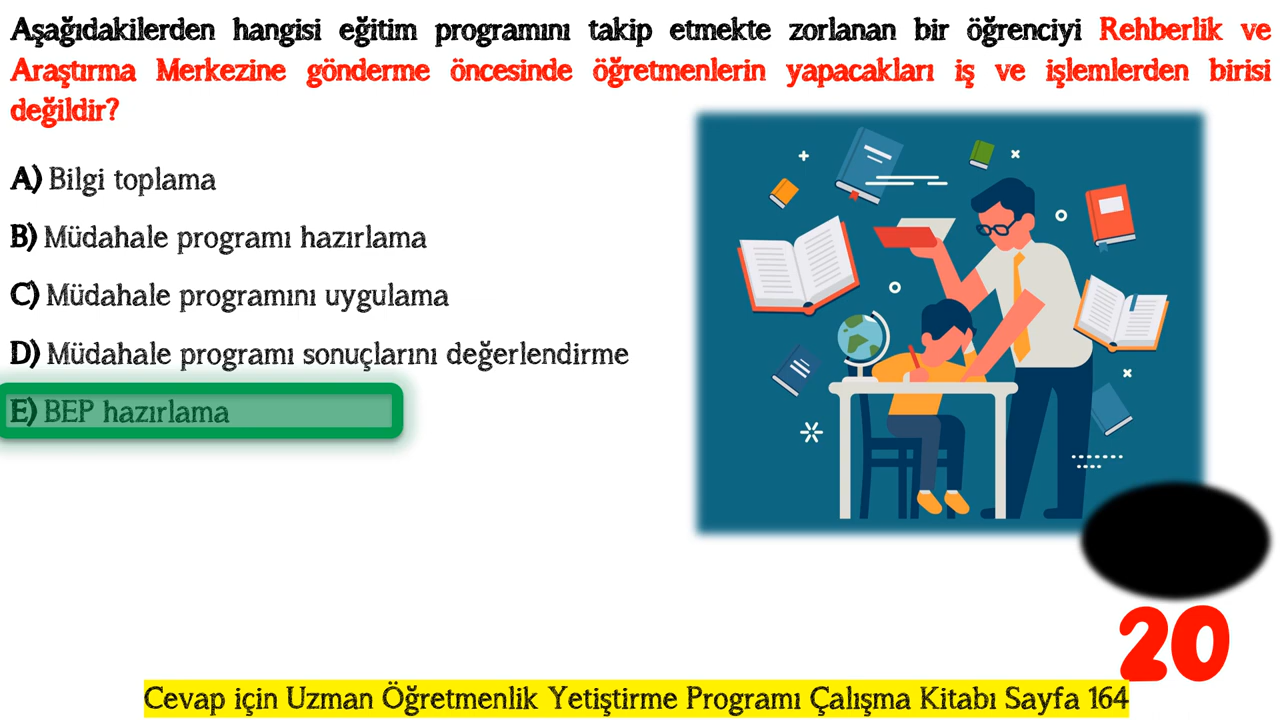 Aşağıdakilerden hangisi eğitim programını takip etmekte zorlanan bir öğrenciyi Rehberlik ve
Araştırma Merkezine gönderme öncesinde öğretmenlerin yapacakları iş ve işlemlerden birisi
değildir?
A) Bilgi toplama
B) Müdahale programı hazırlama
C) Müdahale programını uygulama
D) Müdahale programı sonuçlarını değerlendirme
E) BEP hazırlama
20
Cevap için Uzman Öğretmenlik Yetiştirme Programı Çalışma Kitabı Sayfa 164